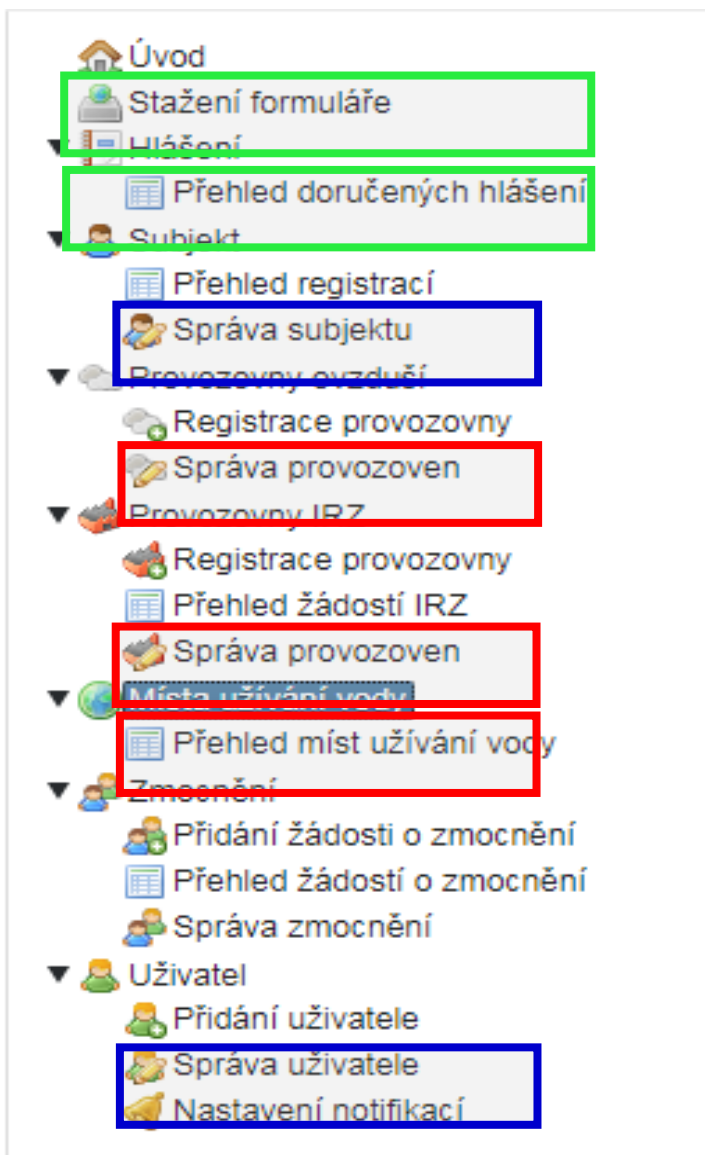 Úvod
Stažení formuláře
Hlášení
Přehled doručených hlášení
Subjekt
Přehled registrací
Správa subjektu
Provozovny ovzduší
Registrace provozovny
Správa provozoven
Provozovny IRZ
Registrace provozovny
Přehled žádostí IRZ
Správa provozoven
Místa užívání vody
Přehled míst užívání vody
Zmocnění
Přidání žádosti o zmocnění
Přehled žádostí o zmocnění
Správa zmocnění
Uživatel
Přidání uživatele
Správa uživatele
Nastavení notifikací